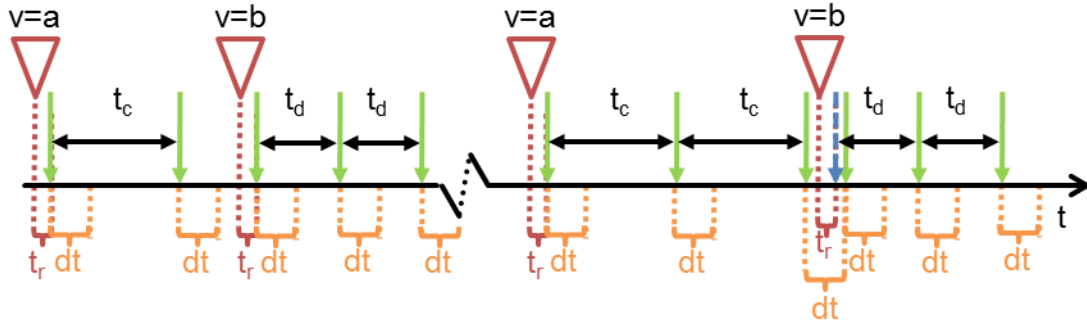 v=a v=b v=a v=b
t_c t_d t_d t_c t_c t_d t_d
t
t_r dt dt t_r dt dt dt t_r dt dt t_r dt dt dt
dt